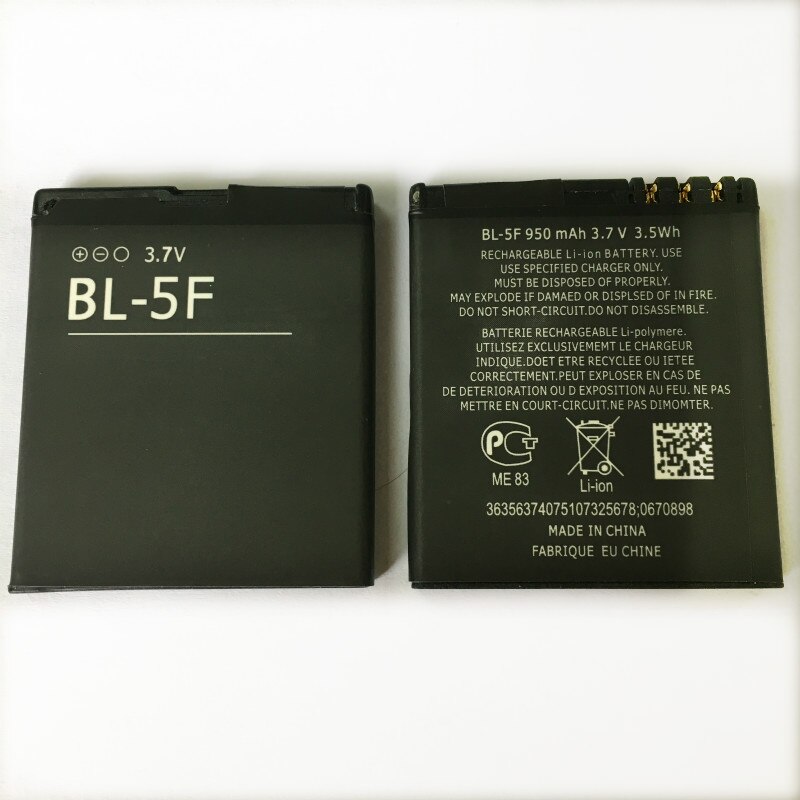 ⊕⊖○ 3.7V
BL-5F
BL-5F 950 mAh 3.7 V 3.5Wh
RECHARGEABLE Li-ion BATTERY. USE
USE SPECIFIED CHARGER ONLY.
MUST BE DISPOSED OF PROPERLY.
MAY EXPLODE IF DAMAED OR DISPLSED OF IN FIRE.
DO NOT SHORT-CIRCUIT.DO NOT DISASSEMBLE.
BATTERIE RECHARGEABLE Li-polymere.
UTILISEZ EXCLUSIVEMEMT LE CHARGEUR
INDIQUE.DOET ETRE RECYCLEE OU IETEE
CORRECTEMENT.PEUT EXPLOSER EN CAS DE
DE DETERIORATION OU D EXPOSITION AU FEU. NE PAS
METTRE EN COURT-CIRCUIT.NE PAS DIMOMTER.
РСТ
ME 83
Li-ion
36356374075107325678;0670898
MADE IN CHINA
FABRIQUE EU CHINE